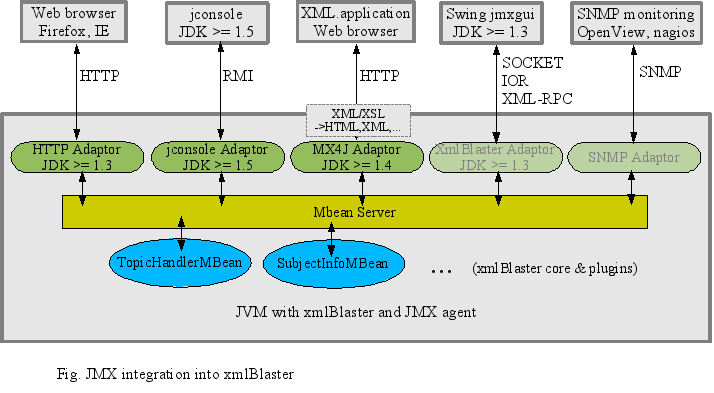 Web browser
Firefox, IE
jconsole
JDK >= 1.5
XML.application
Web browser
Swing jmxgui
JDK >= 1.3
SNMP monitoring
OpenView, nagios
HTTP
RMI
HTTP
SOCKET
IOR
XML-RPC
SNMP
XML/XSL
->HTML,XML,...
HTTP Adaptor
JDK >= 1.3
jconsole Adaptor
JDK >= 1.5
MX4J Adaptor
JDK >= 1.4
XmlBlaster Adaptor
JDK >= 1.3
SNMP Adaptor
Mbean Server
TopicHandlerMBean
SubjectInfoMBean
... (xmlBlaster core & plugins)
JVM with xmlBlaster and JMX agent
Fig. JMX integration into xmlBlaster